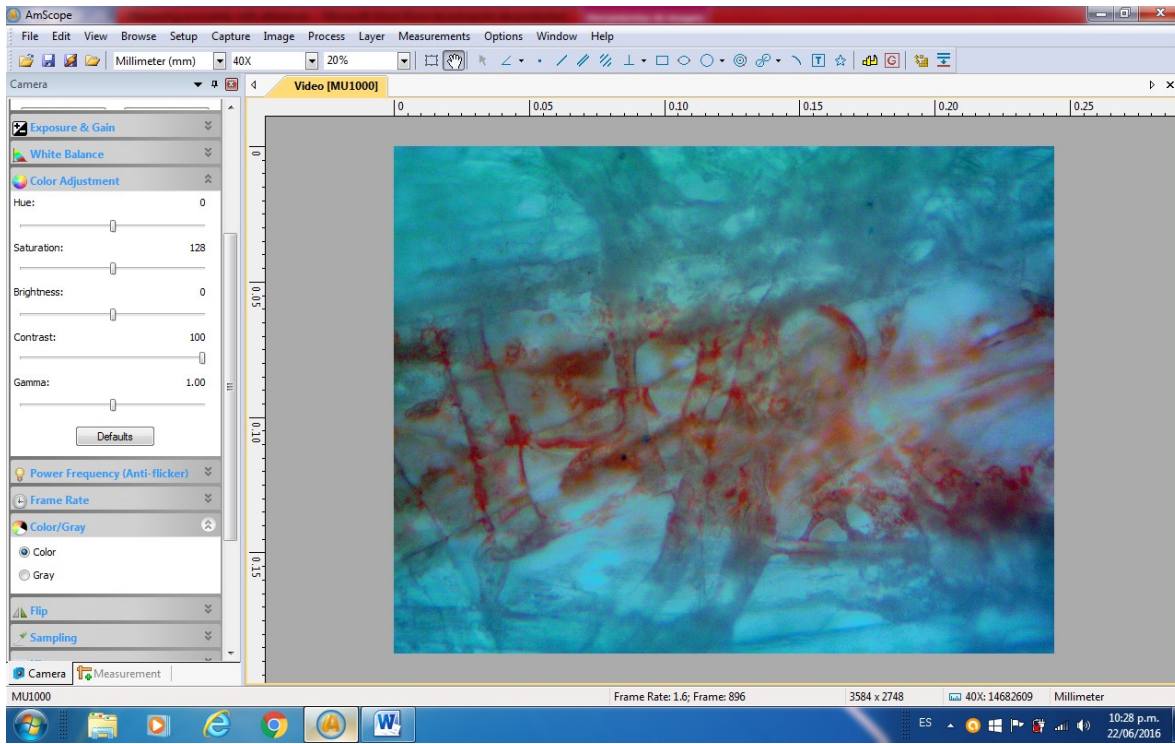 AmScope
File Edit View Browse Setup Capture Image Process Layer Measurements Options Window Help
Millimeter (mm) 40X 20%
Camera
Video [MU1000]
0 0.05 0.10 0.15 0.20 0.25
0
0.05
0.10
0.15
Exposure & Gain
White Balance
Color Adjustment
Hue: 0
Saturation: 128
Brightness: 0
Contrast: 100
Gamma: 1.00
Defaults
Power Frequency (Anti-flicker)
Frame Rate
Color/Gray
Color
Gray
Flip
Sampling
Camera Measurement
MU1000 Frame Rate: 1.6; Frame: 896 3584 x 2748 40X: 14682609 Millimeter
ES 10:28 p.m.
22/06/2016